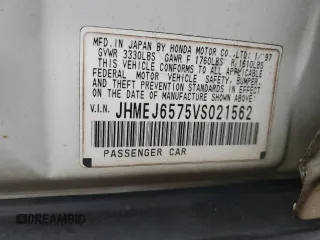 MFD. IN JAPAN BY HONDA MOTOR CO.,LTD. 1/'97
GVWR 3330LBS GAWR F 1760LBS R 1610LBS
THIS VEHICLE CONFORMS TO ALL APPLICABLE
FEDERAL MOTOR VEHICLE SAFETY, BUMPER,
AND THEFT PREVENTION STANDARDS IN
EFFECT ON THE DATE OF MANUFACTURE
SHOWN ABOVE.
V.I.N. JHMEJ6575VS021562
PASSENGER CAR
DREAMBID